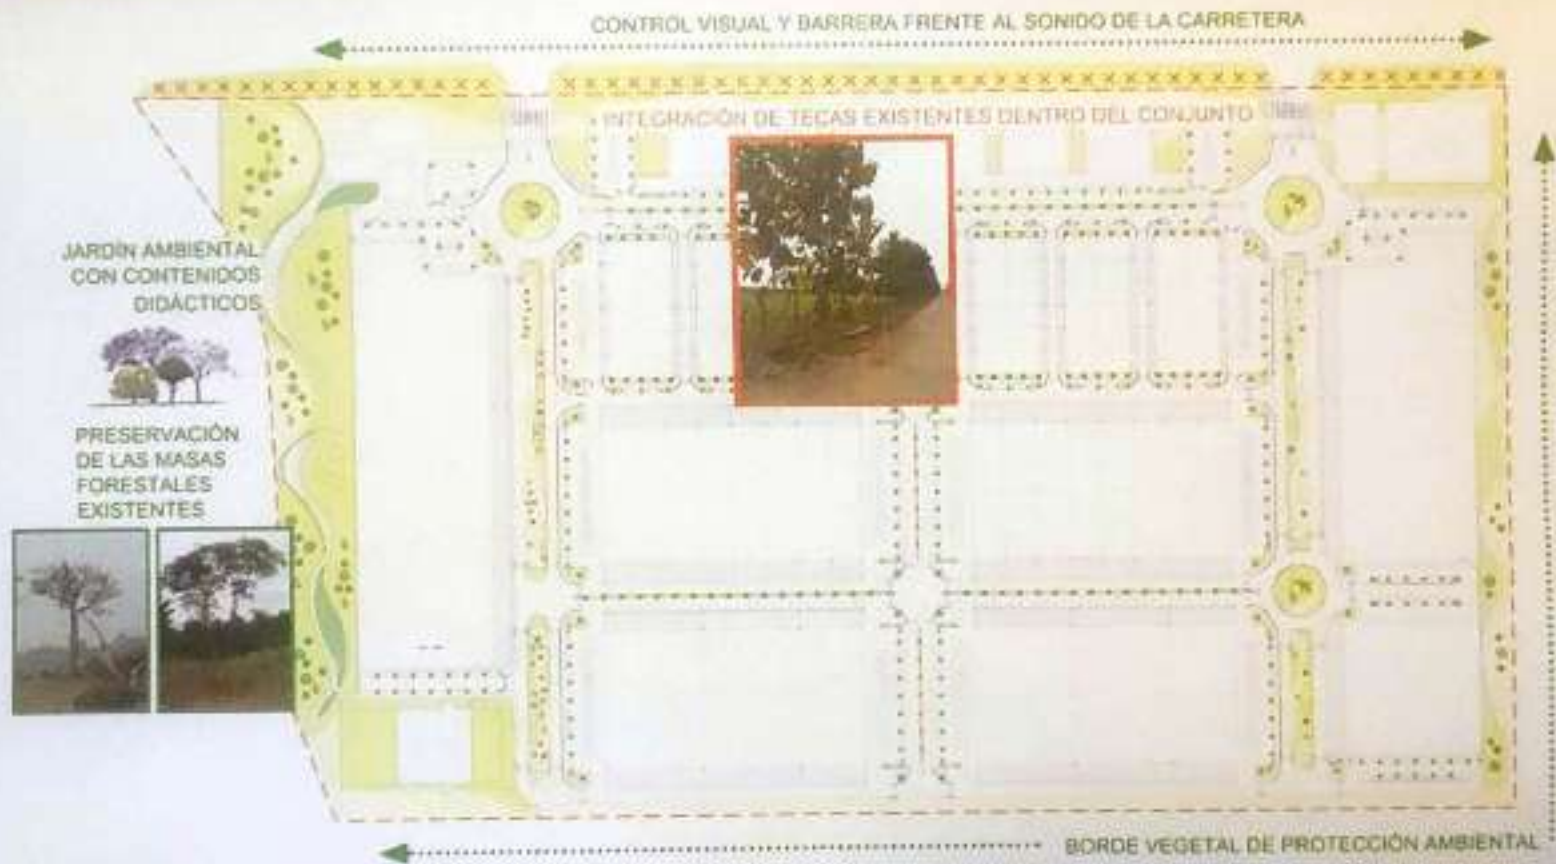 CONTROL VISUAL Y BARRERA FRENTE AL SONIDO DE LA CARRETERA
INTEGRACIÓN DE TECAS EXISTENTES DENTRO DEL CONJUNTO
JARDÍN AMBIENTAL
CON CONTENIDOS
DIDÁCTICOS
PRESERVACIÓN
DE LAS MASAS
FORESTALES
EXISTENTES
BORDE VEGETAL DE PROTECCIÓN AMBIENTAL